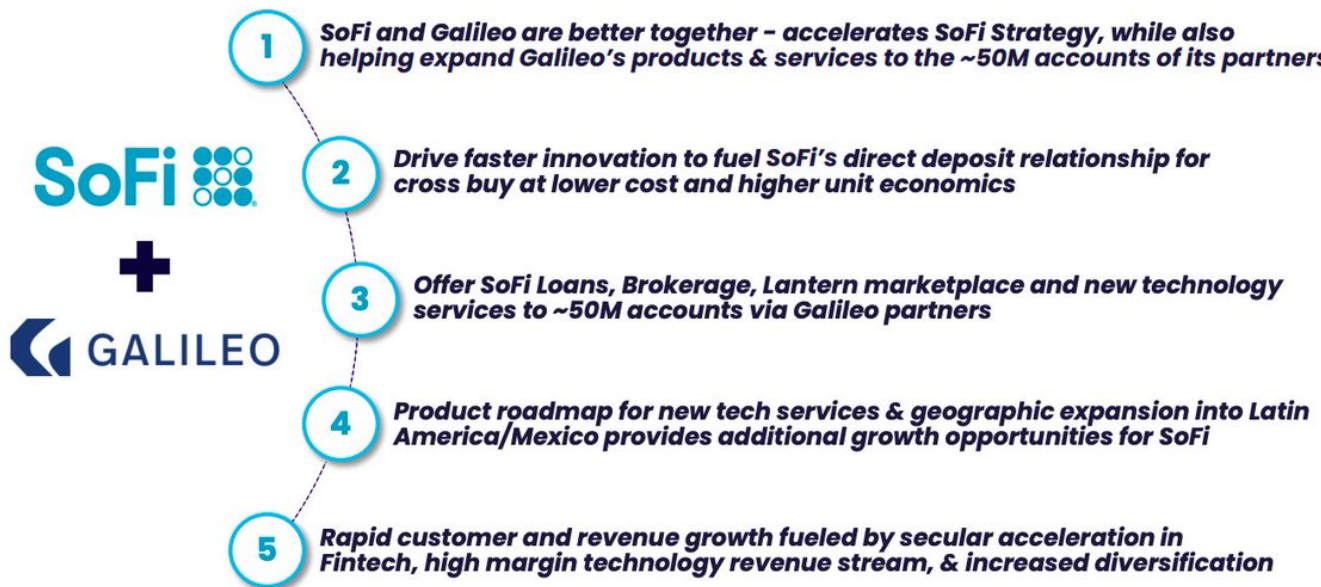 1
SoFi and Galileo are better together - accelerates SoFi Strategy, while also
helping expand Galileo's products & services to the ~50M accounts of its partners
SoFi
+
GALILEO
2
Drive faster innovation to fuel SoFi's direct deposit relationship for
cross buy at lower cost and higher unit economics
3
Offer SoFi Loans, Brokerage, Lantern marketplace and new technology
services to ~50M accounts via Galileo partners
4
Product roadmap for new tech services & geographic expansion into Latin
America/Mexico provides additional growth opportunities for SoFi
5
Rapid customer and revenue growth fueled by secular acceleration in
Fintech, high margin technology revenue stream, & increased diversification